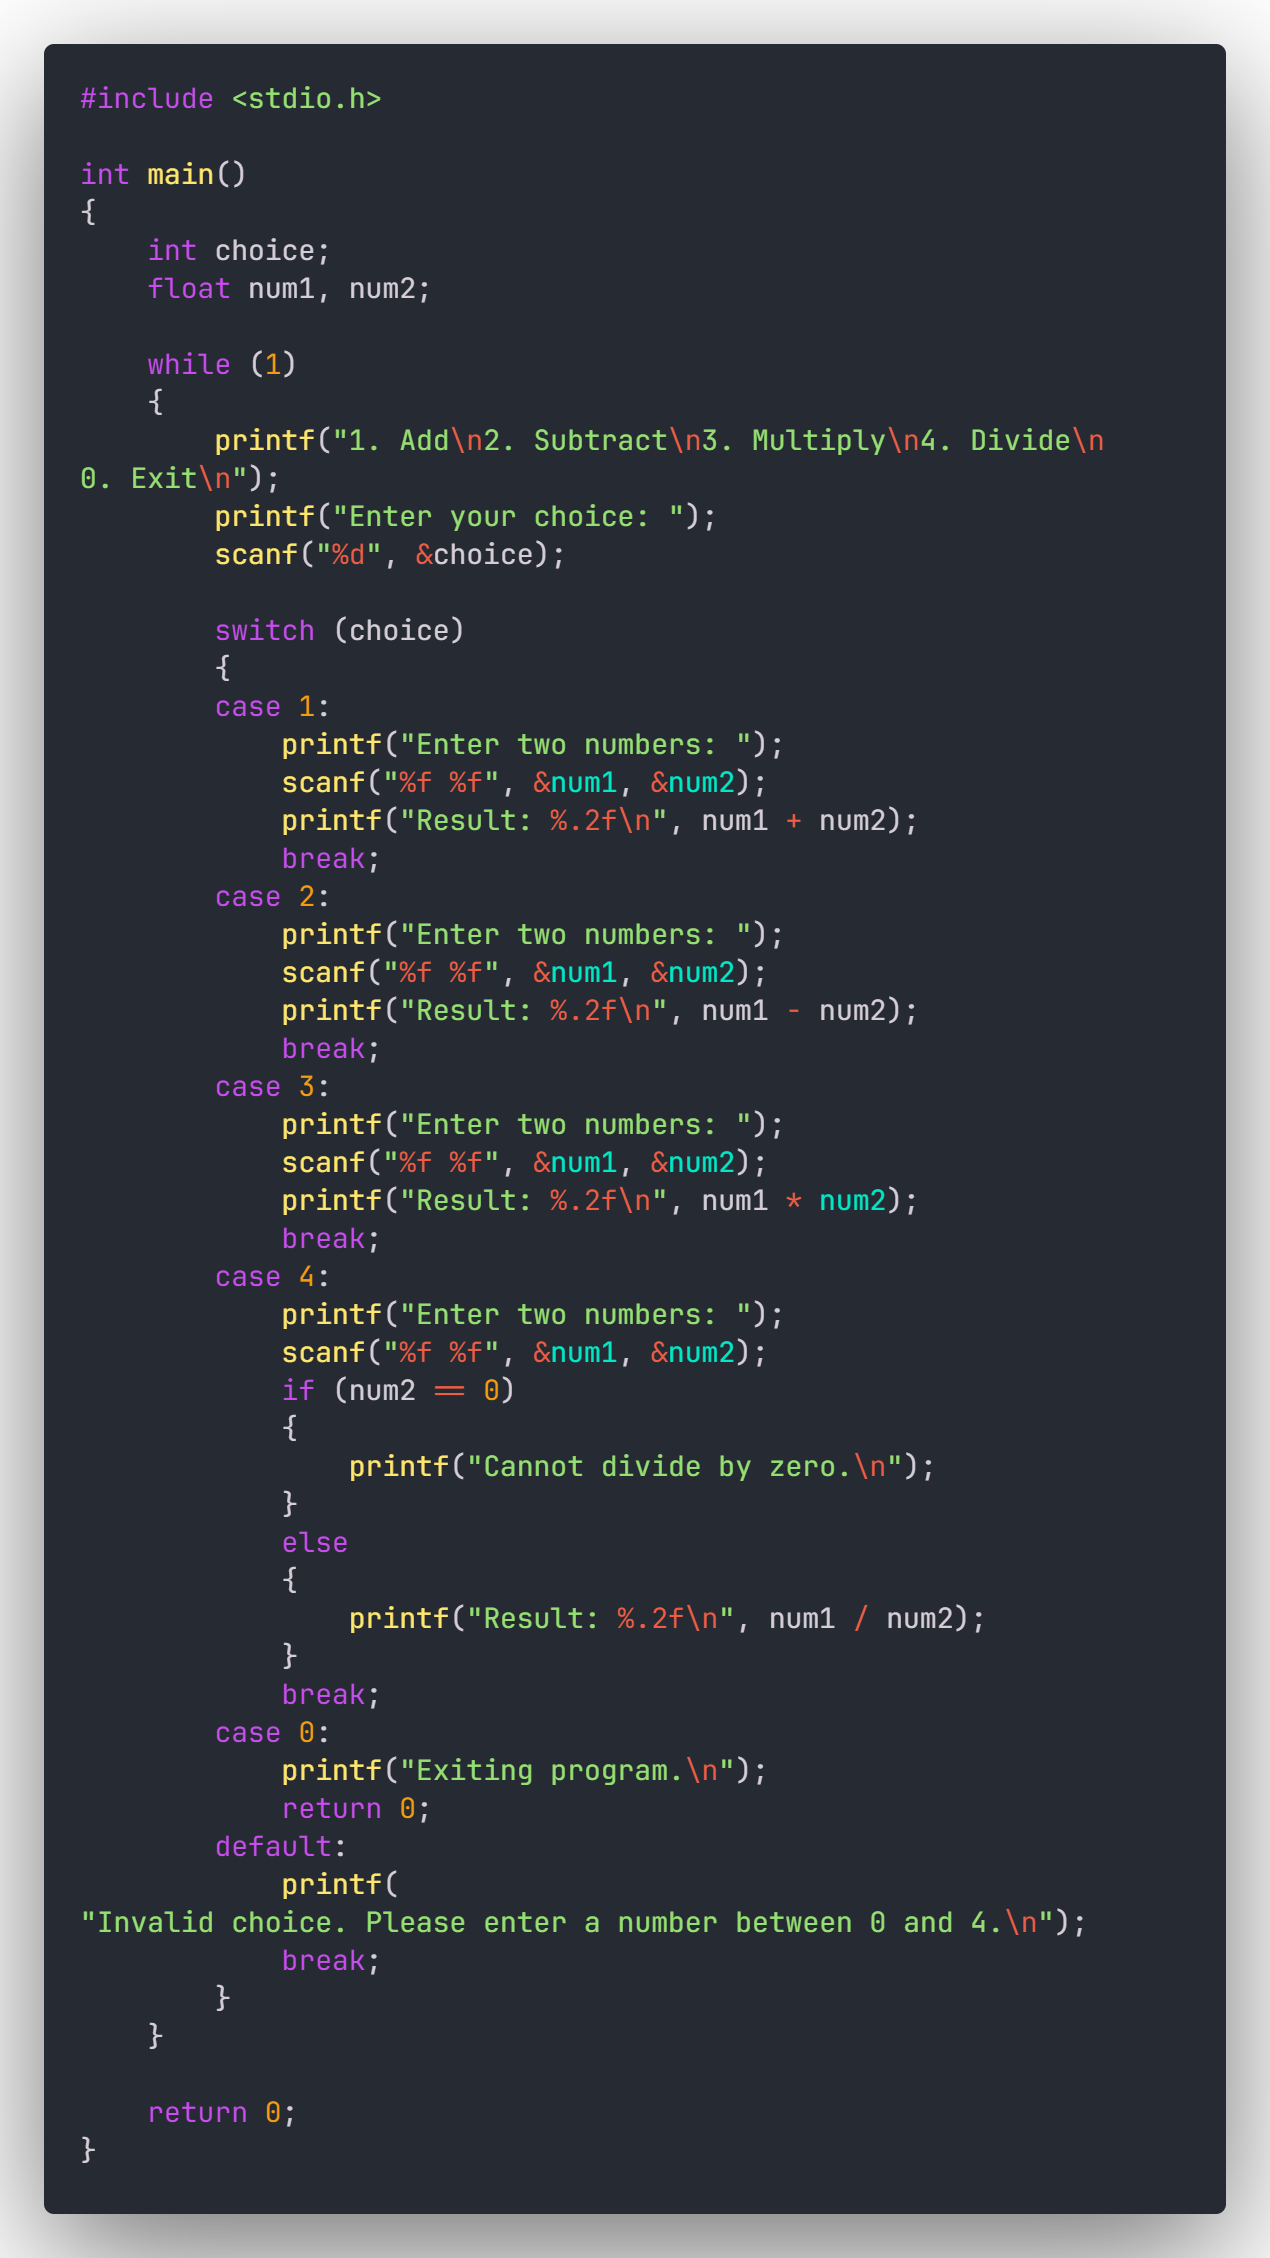 #include <stdio.h>

int main()
{
    int choice;
    float num1, num2;

    while (1)
    {
        printf("1. Add\n2. Subtract\n3. Multiply\n4. Divide\n
0. Exit\n");
        printf("Enter your choice: ");
        scanf("%d", &choice);

        switch (choice)
        {
        case 1:
            printf("Enter two numbers: ");
            scanf("%f %f", &num1, &num2);
            printf("Result: %.2f\n", num1 + num2);
            break;
        case 2:
            printf("Enter two numbers: ");
            scanf("%f %f", &num1, &num2);
            printf("Result: %.2f\n", num1 - num2);
            break;
        case 3:
            printf("Enter two numbers: ");
            scanf("%f %f", &num1, &num2);
            printf("Result: %.2f\n", num1 * num2);
            break;
        case 4:
            printf("Enter two numbers: ");
            scanf("%f %f", &num1, &num2);
            if (num2 == 0)
            {
                printf("Cannot divide by zero.\n");
            }
            else
            {
                printf("Result: %.2f\n", num1 / num2);
            }
            break;
        case 0:
            printf("Exiting program.\n");
            return 0;
        default:
            printf(
"Invalid choice. Please enter a number between 0 and 4.\n");
            break;
        }
    }

    return 0;
}